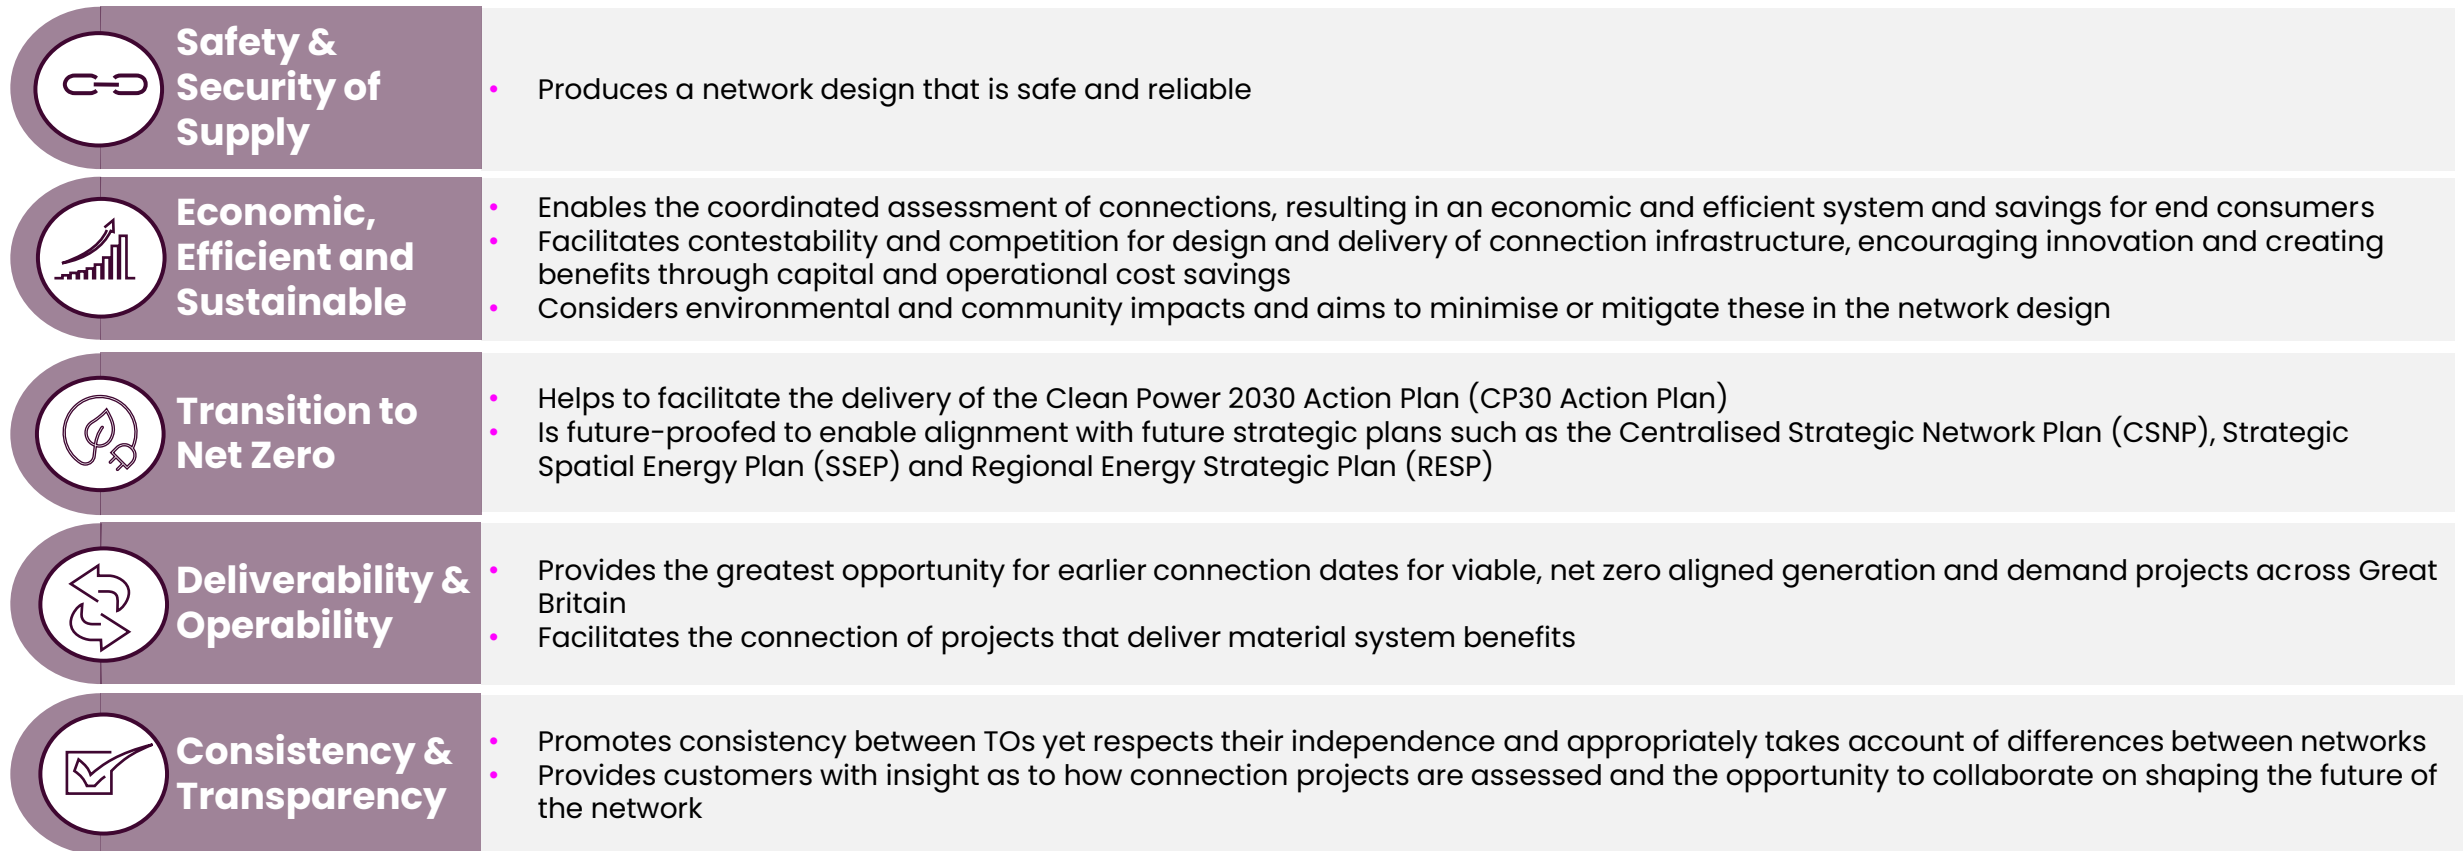 Safety &
Security of
Supply
• Produces a network design that is safe and reliable
Economic,
Efficient and
Sustainable
• Enables the coordinated assessment of connections, resulting in an economic and efficient system and savings for end consumers
• Facilitates contestability and competition for design and delivery of connection infrastructure, encouraging innovation and creating
benefits through capital and operational cost savings
• Considers environmental and community impacts and aims to minimise or mitigate these in the network design
Transition to
Net Zero
• Helps to facilitate the delivery of the Clean Power 2030 Action Plan (CP30 Action Plan)
• Is future-proofed to enable alignment with future strategic plans such as the Centralised Strategic Network Plan (CSNP), Strategic
Spatial Energy Plan (SSEP) and Regional Energy Strategic Plan (RESP)
Deliverability &
Operability
• Provides the greatest opportunity for earlier connection dates for viable, net zero aligned generation and demand projects across Great
Britain
• Facilitates the connection of projects that deliver material system benefits
Consistency &
Transparency
• Promotes consistency between TOs yet respects their independence and appropriately takes account of differences between networks
• Provides customers with insight as to how connection projects are assessed and the opportunity to collaborate on shaping the future of
the network